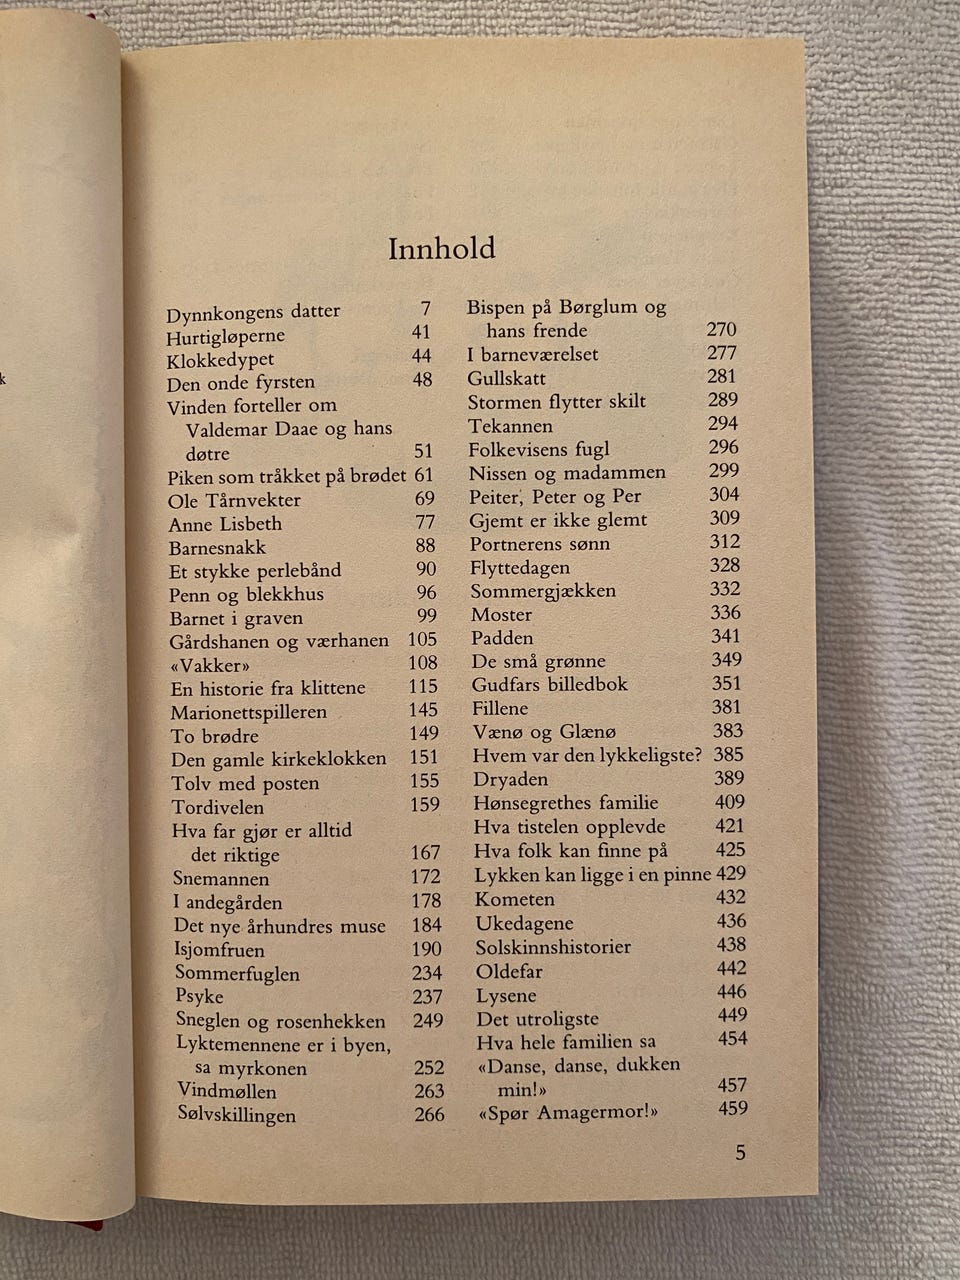 Innhold
Dynnkongens datter 7
Hurtigløperne 41
Klokkedypet 44
Den onde fyrsten 48
Vinden forteller om
Valdemar Daae og hans
døtre 51
Piken som tråkket på brødet 61
Ole Tårnvekter 69
Anne Lisbeth 77
Barnesnakk 88
Et stykke perlebånd 90
Penn og blekkhus 96
Barnet i graven 99
Gårdshanen og værhanen 105
«Vakker» 108
En historie fra klittene 115
Marionettspilleren 145
To brødre 149
Den gamle kirkeklokken 151
Tolv med posten 155
Tordivelen 159
Hva far gjør er alltid
det riktige 167
Snemannen 172
I andegården 178
Det nye århundres muse 184
Isjomfruen 190
Sommerfuglen 234
Psyke 237
Sneglen og rosenhekken 249
Lyktemennene er i byen,
sa myrkonen 252
Vindmøllen 263
Sølvskillingen 266
Bispen på Børglum og
hans frende 270
I barneværelset 277
Gullskatt 281
Stormen flytter skilt 289
Tekannen 294
Folkevisens fugl 296
Nissen og madammen 299
Peiter, Peter og Per 304
Gjemt er ikke glemt 309
Portnerens sønn 312
Flyttedagen 328
Sommergjækken 332
Moster 336
Padden 341
De små grønne 349
Gudfars billedbok 351
Fillene 381
Vænø og Glænø 383
Hvem var den lykkeligste? 385
Dryaden 389
Hønsegrethes familie 409
Hva tistelen opplevde 421
Hva folk kan finne på 425
Lykken kan ligge i en pinne 429
Kometen 432
Ukedagene 436
Solskinnshistorier 438
Oldefar 442
Lysene 446
Det utroligste 449
Hva hele familien sa 454
«Danse, danse, dukken
min!» 457
«Spør Amagermor!» 459
5